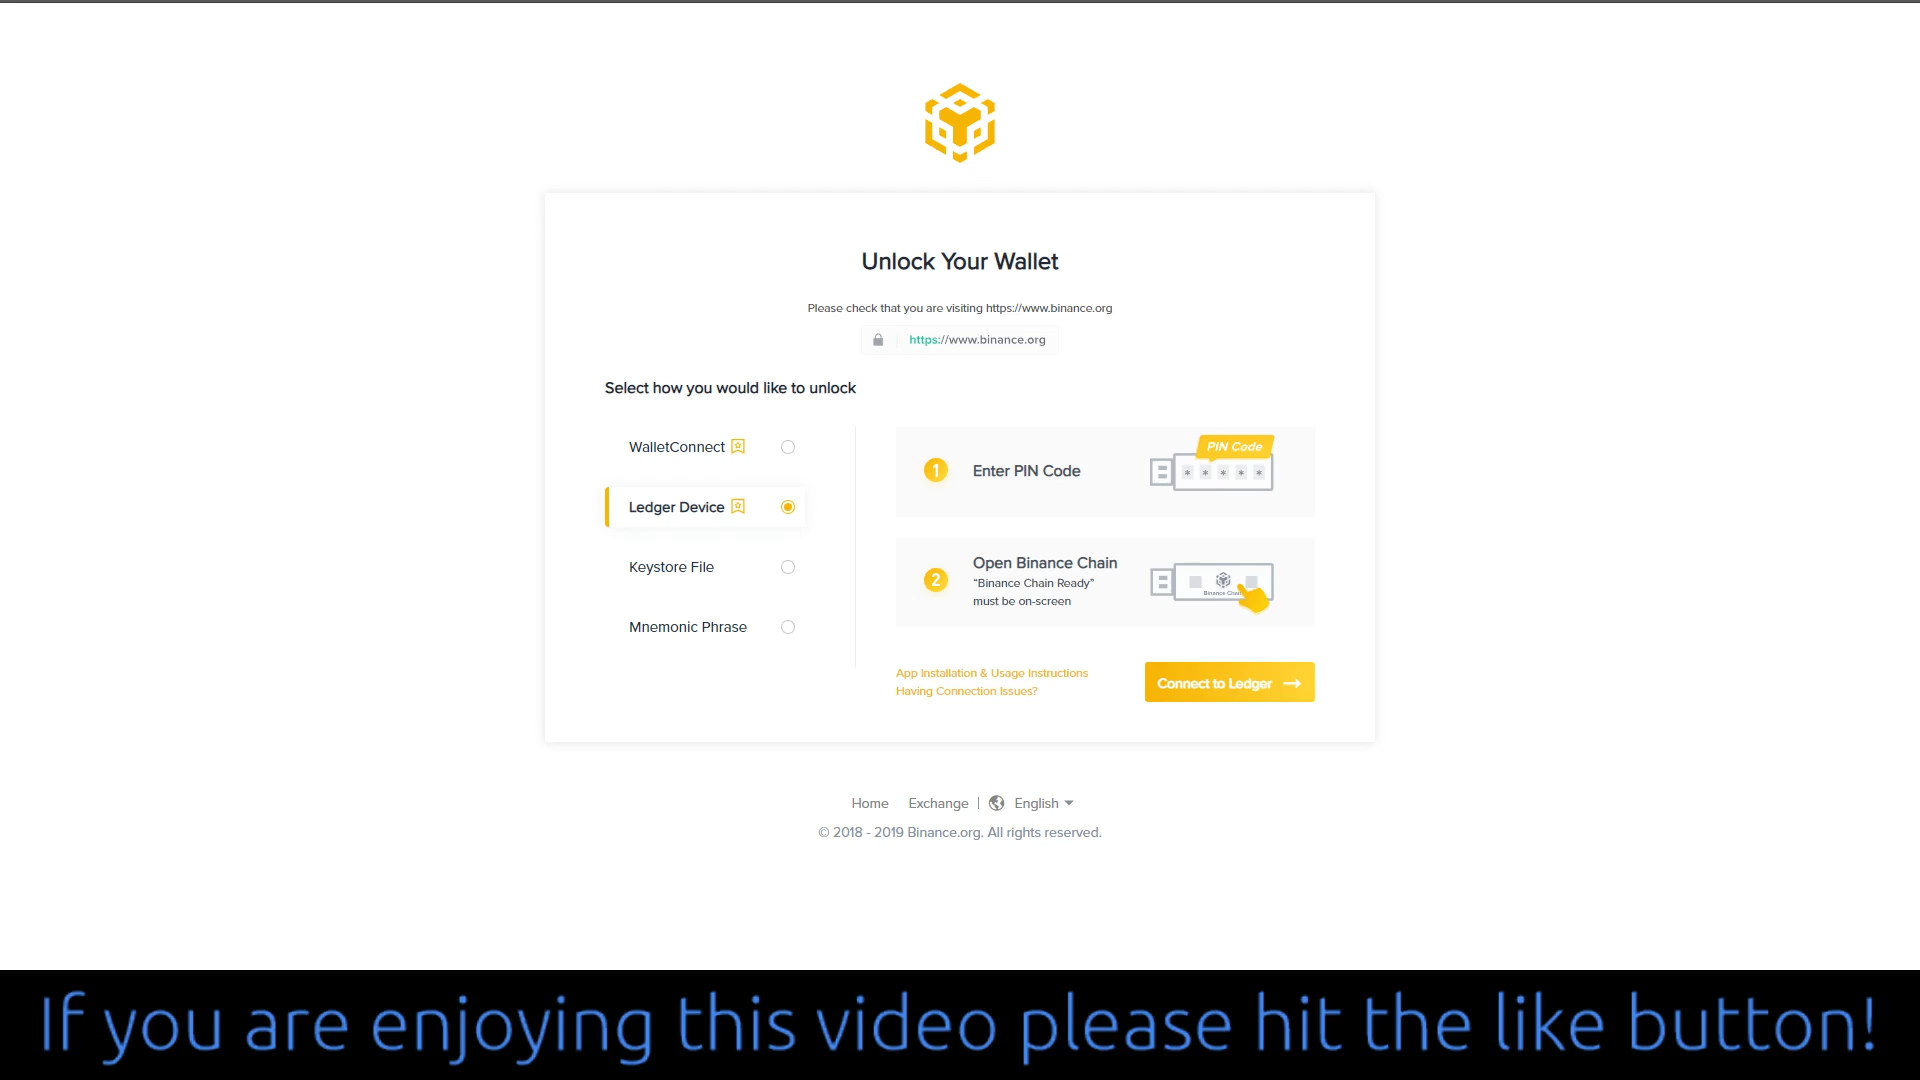 Unlock Your Wallet
Please check that you are visiting https://www.binance.org
https://www.binance.org
Select how you would like to unlock
WalletConnect
Ledger Device
Keystore File
Mnemonic Phrase
1
Enter PIN Code
PIN Code
* * * * *
2
Open Binance Chain
“Binance Chain Ready”
must be on-screen
Binance Chain
App Installation & Usage Instructions
Having Connection Issues?
Connect to Ledger
Home Exchange | English
© 2018 - 2019 Binance.org. All rights reserved.
If you are enjoying this video please hit the like button!